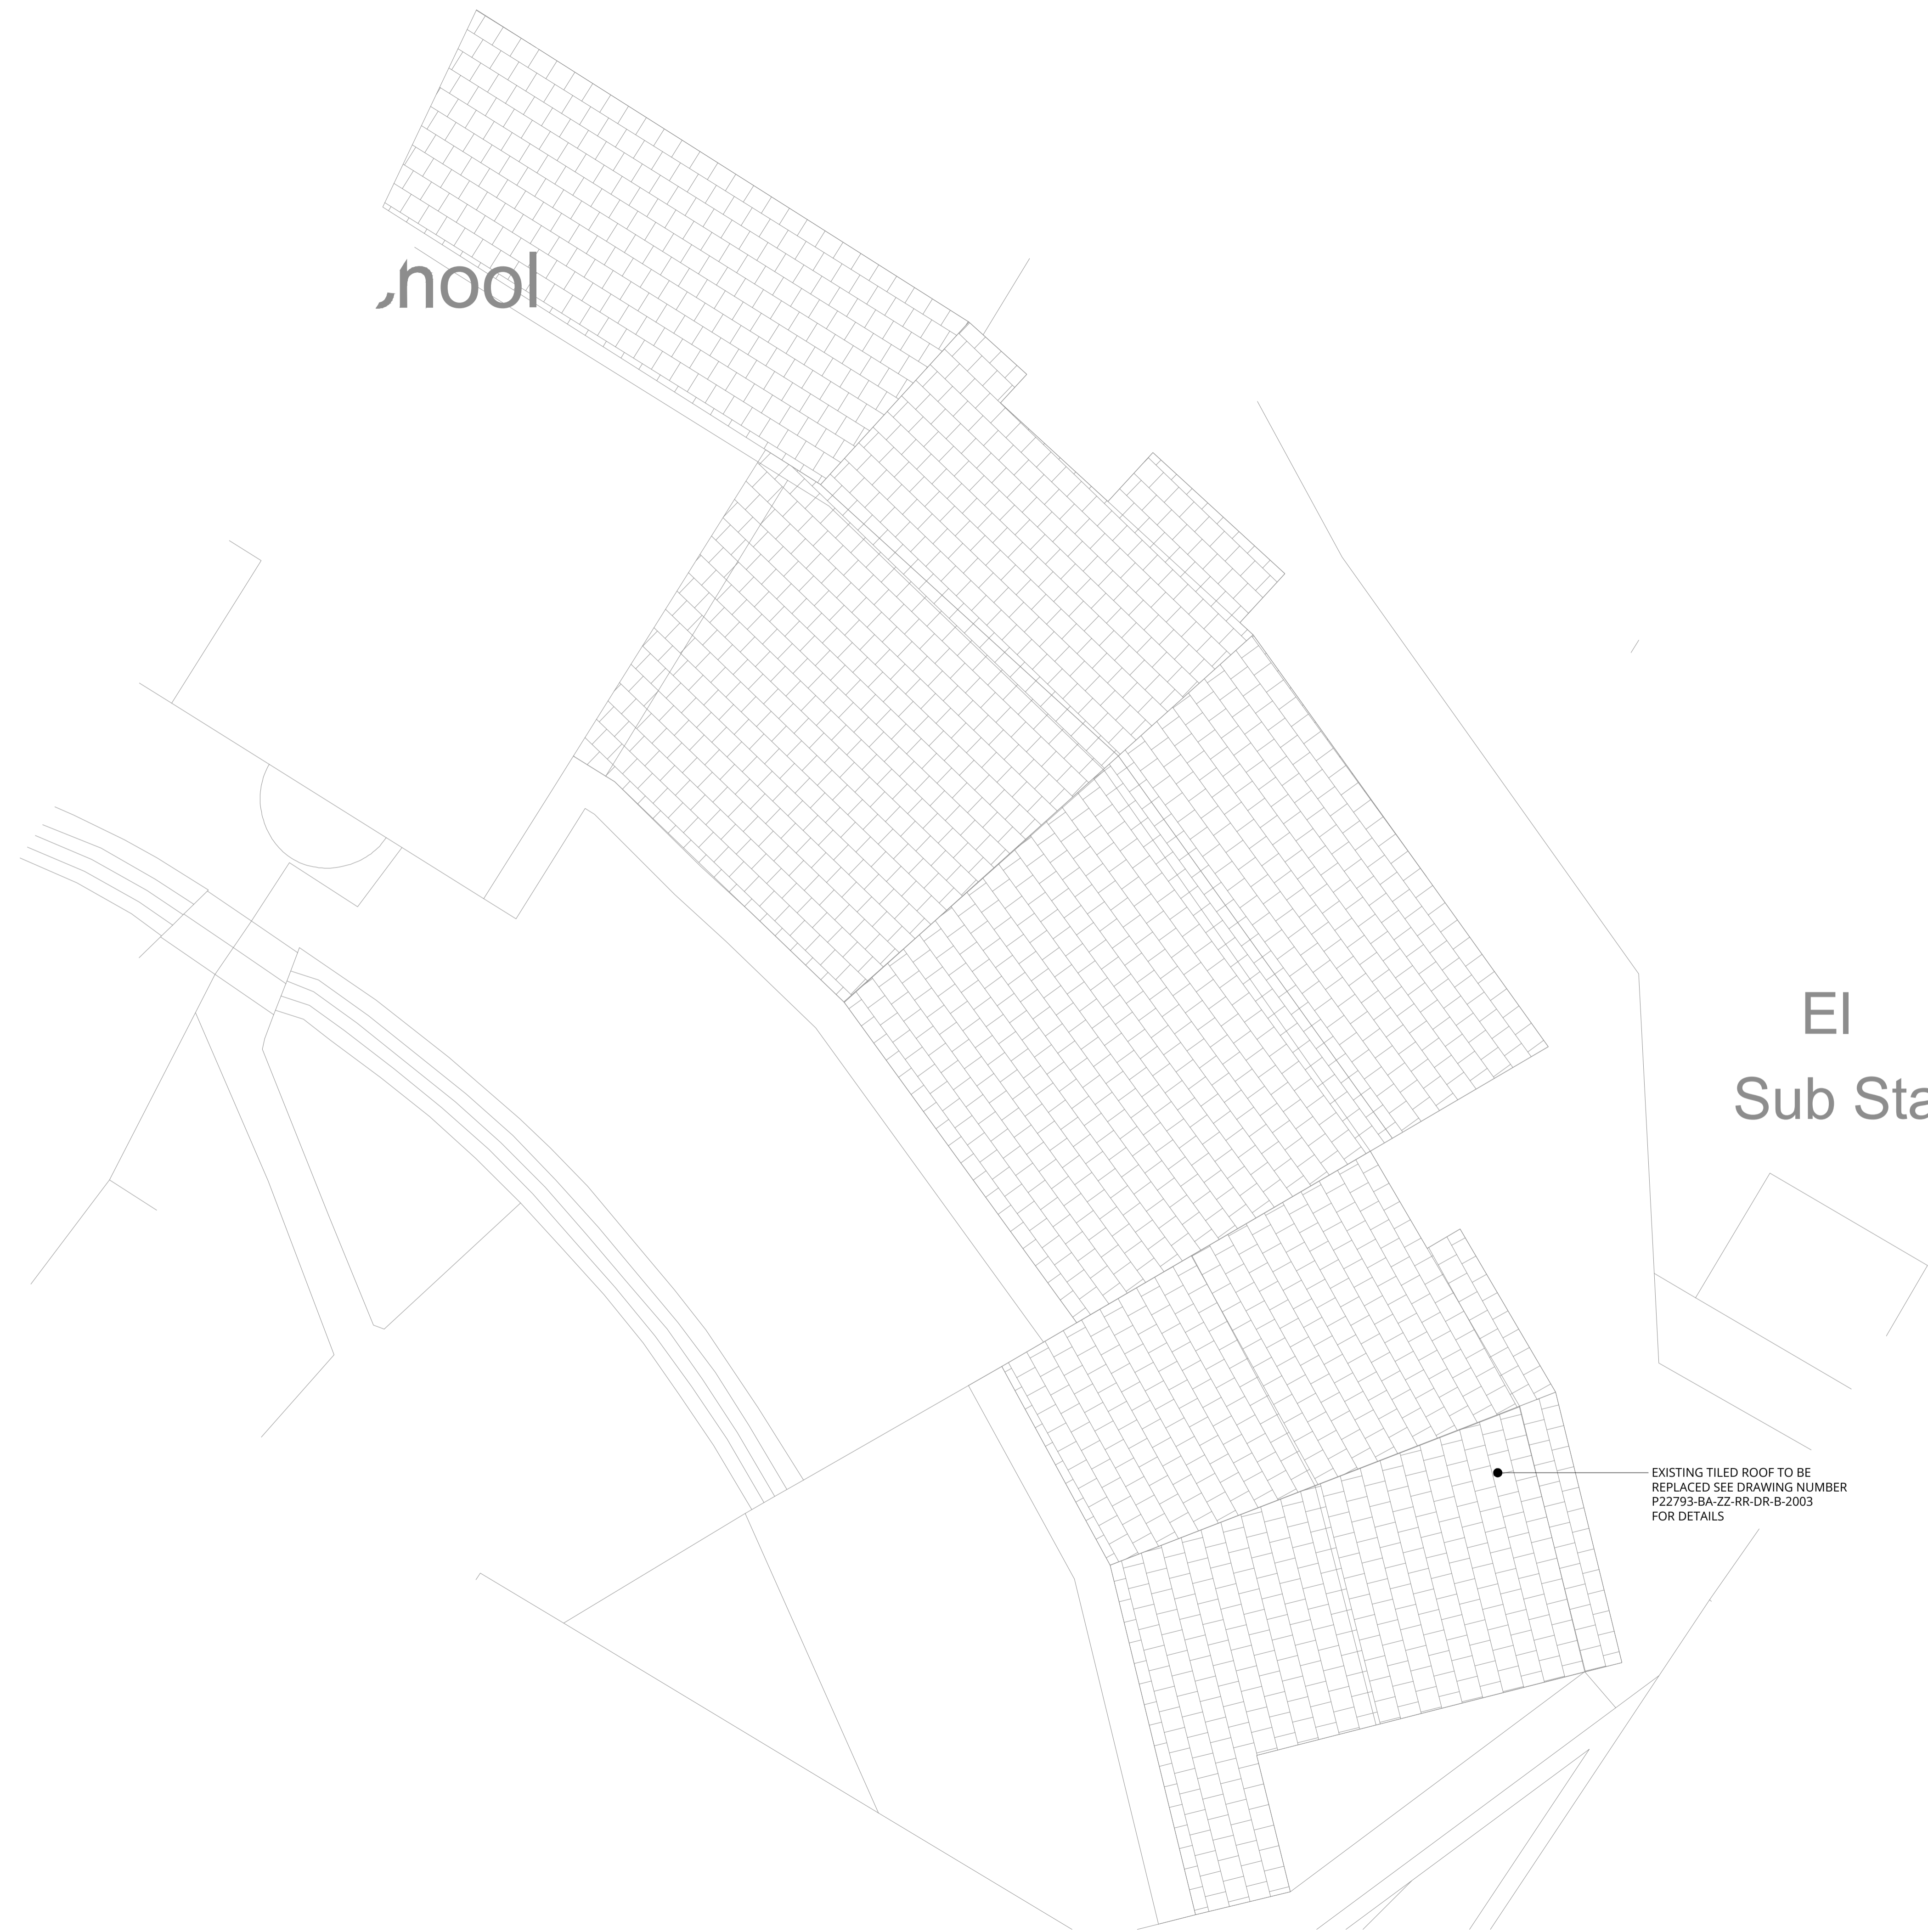 hool
El
Sub Sta
EXISTING TILED ROOF TO BE
REPLACED SEE DRAWING NUMBER
P22793-BA-ZZ-RR-DR-B-2003
FOR DETAILS